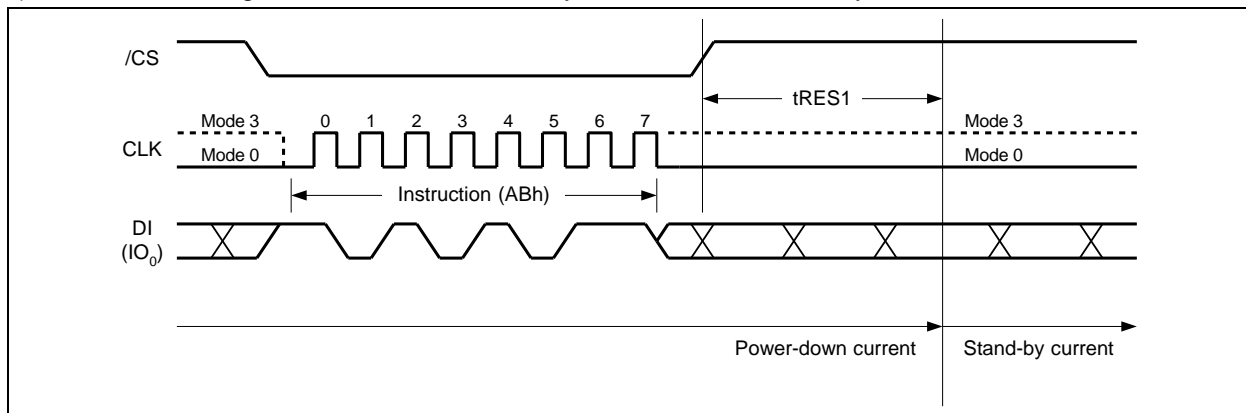 /CS
tRES1
Mode 3 0 1 2 3 4 5 6 7 Mode 3
CLK
Mode 0 Mode 0
Instruction (ABh)
DI
(IO₀)
Power-down current Stand-by current